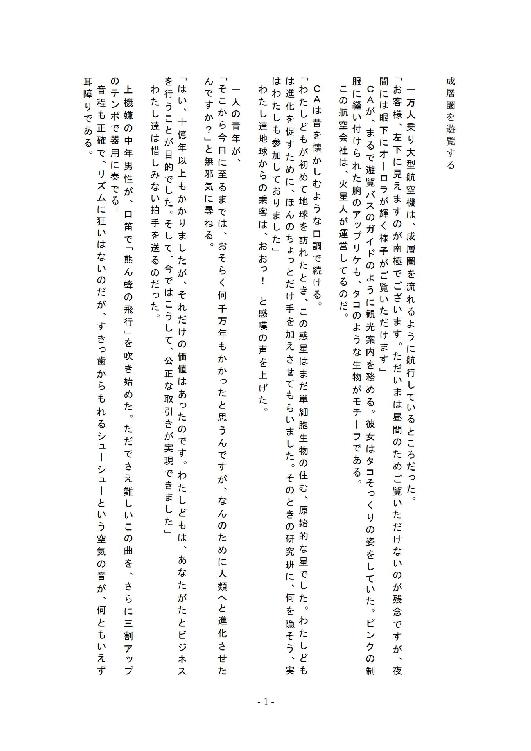 成層圏を遊覧する
一万人乗り大型航空機は、成層圏を流れるように航行しているところだった。
「お客様、左下に見えますのが南極でございます。ただいまは昼間のためご覧いただけないのが残念ですが、夜
間には眼下にオーロラが輝く様子がご覧いただけます」
ＣＡが、まるで遊覧バスのガイドのように観光案内を務める。彼女はタコそっくりの姿をしていた。ピンクの制
服に縫い付けられた胸のアップリケも、タコのような生物がモチーフである。
この航空会社は、火星人が運営してるのだ。
ＣＡは昔を懐かしむような口調で続ける。
「わたしどもが初めて地球を訪れたとき、この惑星はまだ単細胞生物の住む、原始的な星でした。わたしども
は進化を促すために、ほんのちょっとだけ手を加えさせてもらいました。そのときの研究班に、何を隠そう、実
はわたしも参加しておりました」
わたし達地球からの乗客は、おおっ！　と感嘆の声を上げた。
一人の青年が、
「そこから今日に至るまでは、おそらく何千万年もかかったと思うんですが、なんのために人類へと進化させた
んですか？」と無邪気に尋ねる。
「はい、十億年以上もかかりましたが、それだけの価値はあったのです。わたしどもは、あなたがたとビジネス
を行うことが目的でした。そして、今ではこうして、公正な取引きが実現できました」
わたし達は惜しみない拍手を送るのだった。
上機嫌の中年男性が、口笛で「熊ん蜂の飛行」を吹き始めた。ただでさえ難しいこの曲を、さらに三割アップ
のテンポで器用に奏でる。
音程も正確で、リズムに狂いはないのだが、すきっ歯からもれるシューシューという空気の音が、何ともいえず
耳障りである。
- 1 -